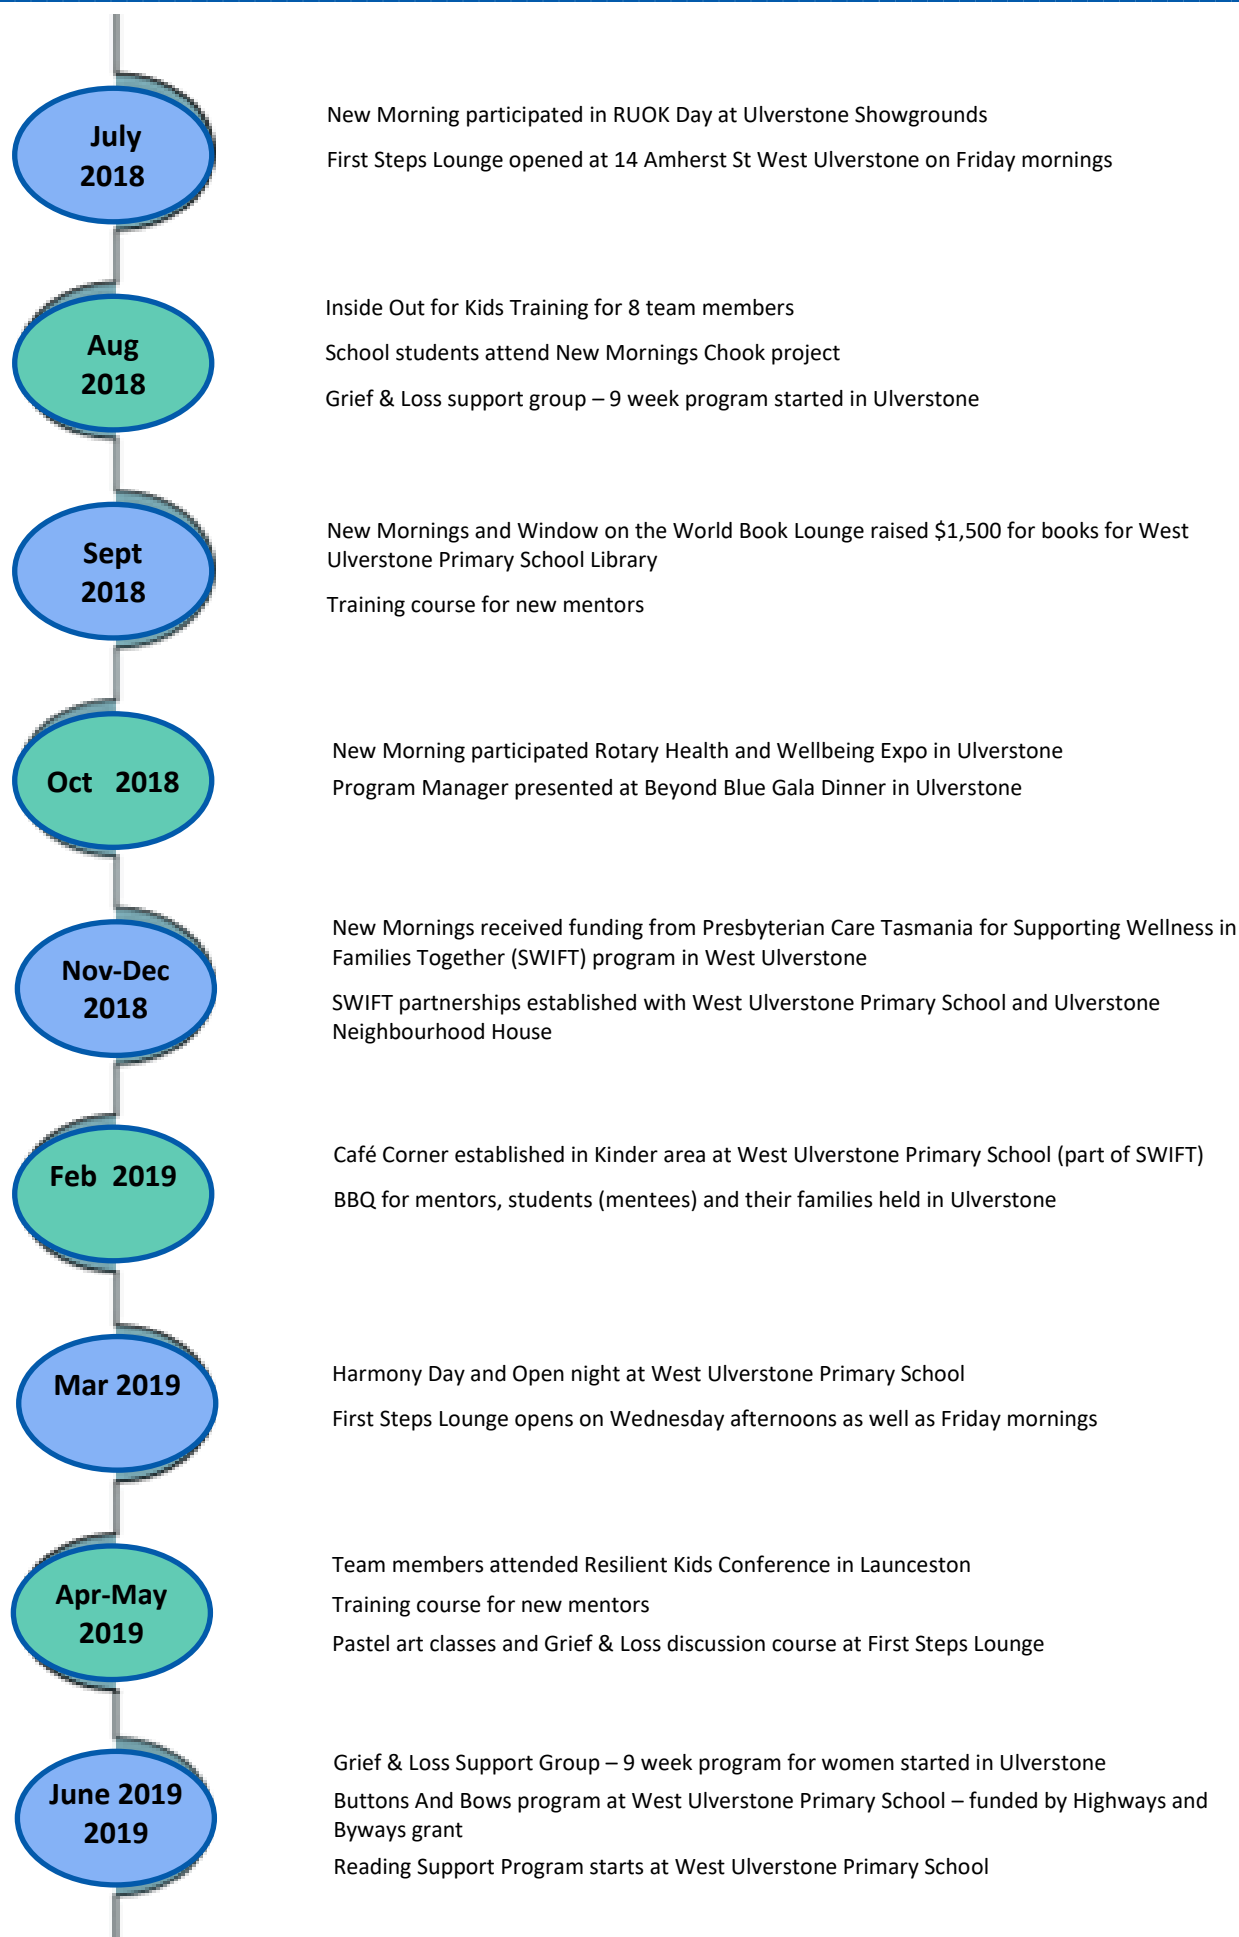 July
2018
New Morning participated in RUOK Day at Ulverstone Showgrounds
First Steps Lounge opened at 14 Amherst St West Ulverstone on Friday mornings
Aug
2018
Inside Out for Kids Training for 8 team members
School students attend New Mornings Chook project
Grief & Loss support group – 9 week program started in Ulverstone
Sept
2018
New Mornings and Window on the World Book Lounge raised $1,500 for books for West
Ulverstone Primary School Library
Training course for new mentors
Oct 2018
New Morning participated Rotary Health and Wellbeing Expo in Ulverstone
Program Manager presented at Beyond Blue Gala Dinner in Ulverstone
Nov-Dec
2018
New Mornings received funding from Presbyterian Care Tasmania for Supporting Wellness in
Families Together (SWIFT) program in West Ulverstone
SWIFT partnerships established with West Ulverstone Primary School and Ulverstone
Neighbourhood House
Feb 2019
Café Corner established in Kinder area at West Ulverstone Primary School (part of SWIFT)
BBQ for mentors, students (mentees) and their families held in Ulverstone
Mar 2019
Harmony Day and Open night at West Ulverstone Primary School
First Steps Lounge opens on Wednesday afternoons as well as Friday mornings
Apr-May
2019
Team members attended Resilient Kids Conference in Launceston
Training course for new mentors
Pastel art classes and Grief & Loss discussion course at First Steps Lounge
June 2019
2019
Grief & Loss Support Group – 9 week program for women started in Ulverstone
Buttons And Bows program at West Ulverstone Primary School – funded by Highways and
Byways grant
Reading Support Program starts at West Ulverstone Primary School